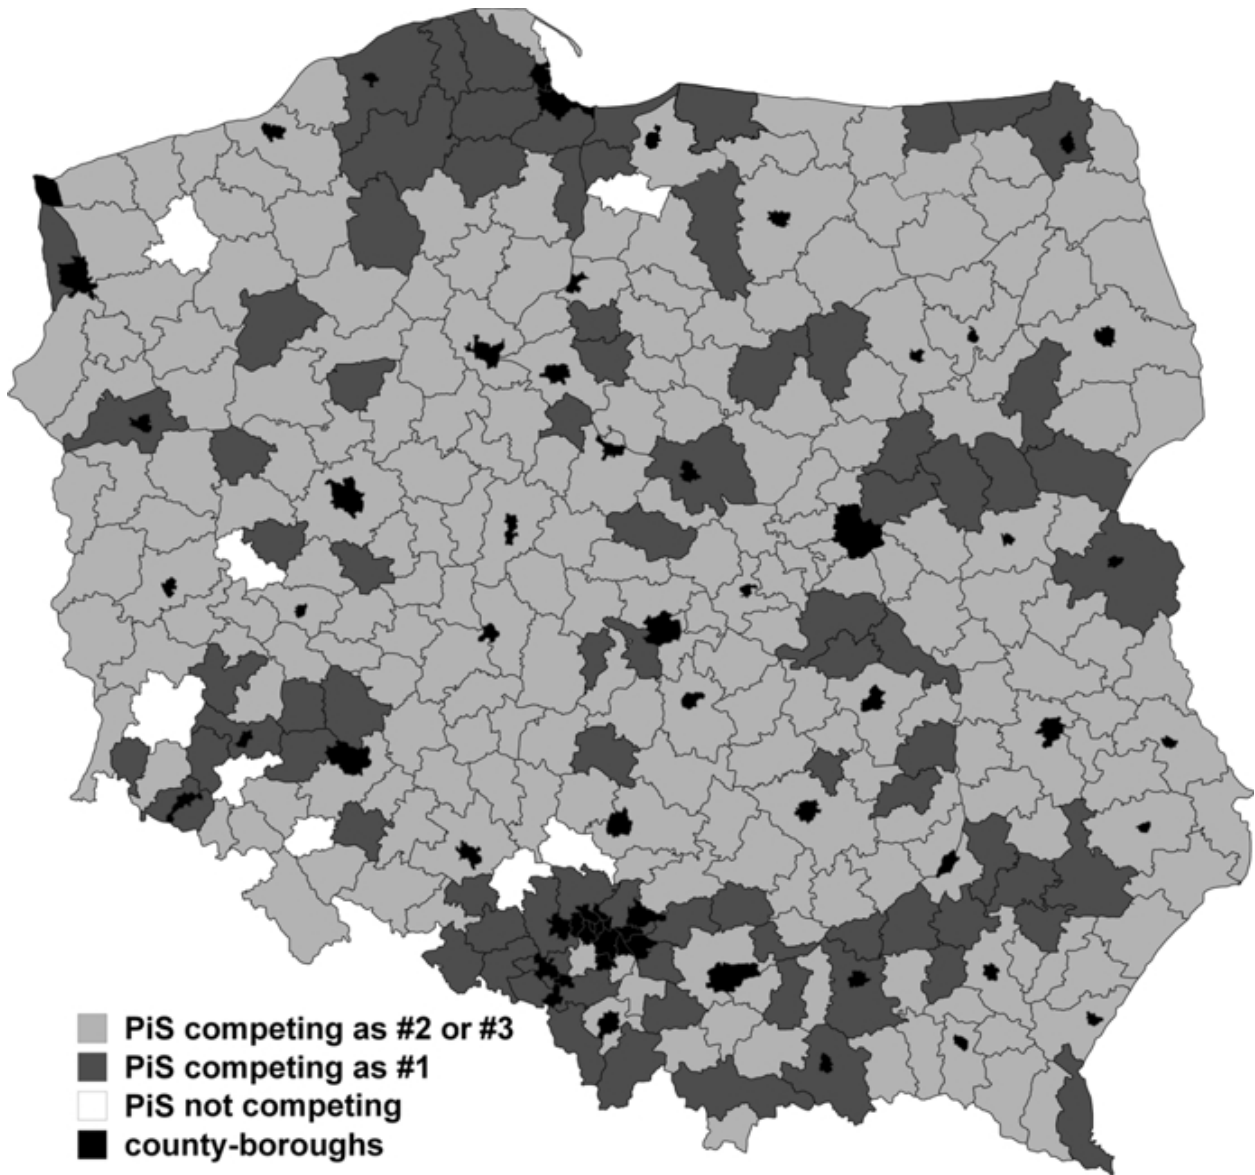 PiS competing as #2 or #3
PiS competing as #1
PiS not competing
county-boroughs